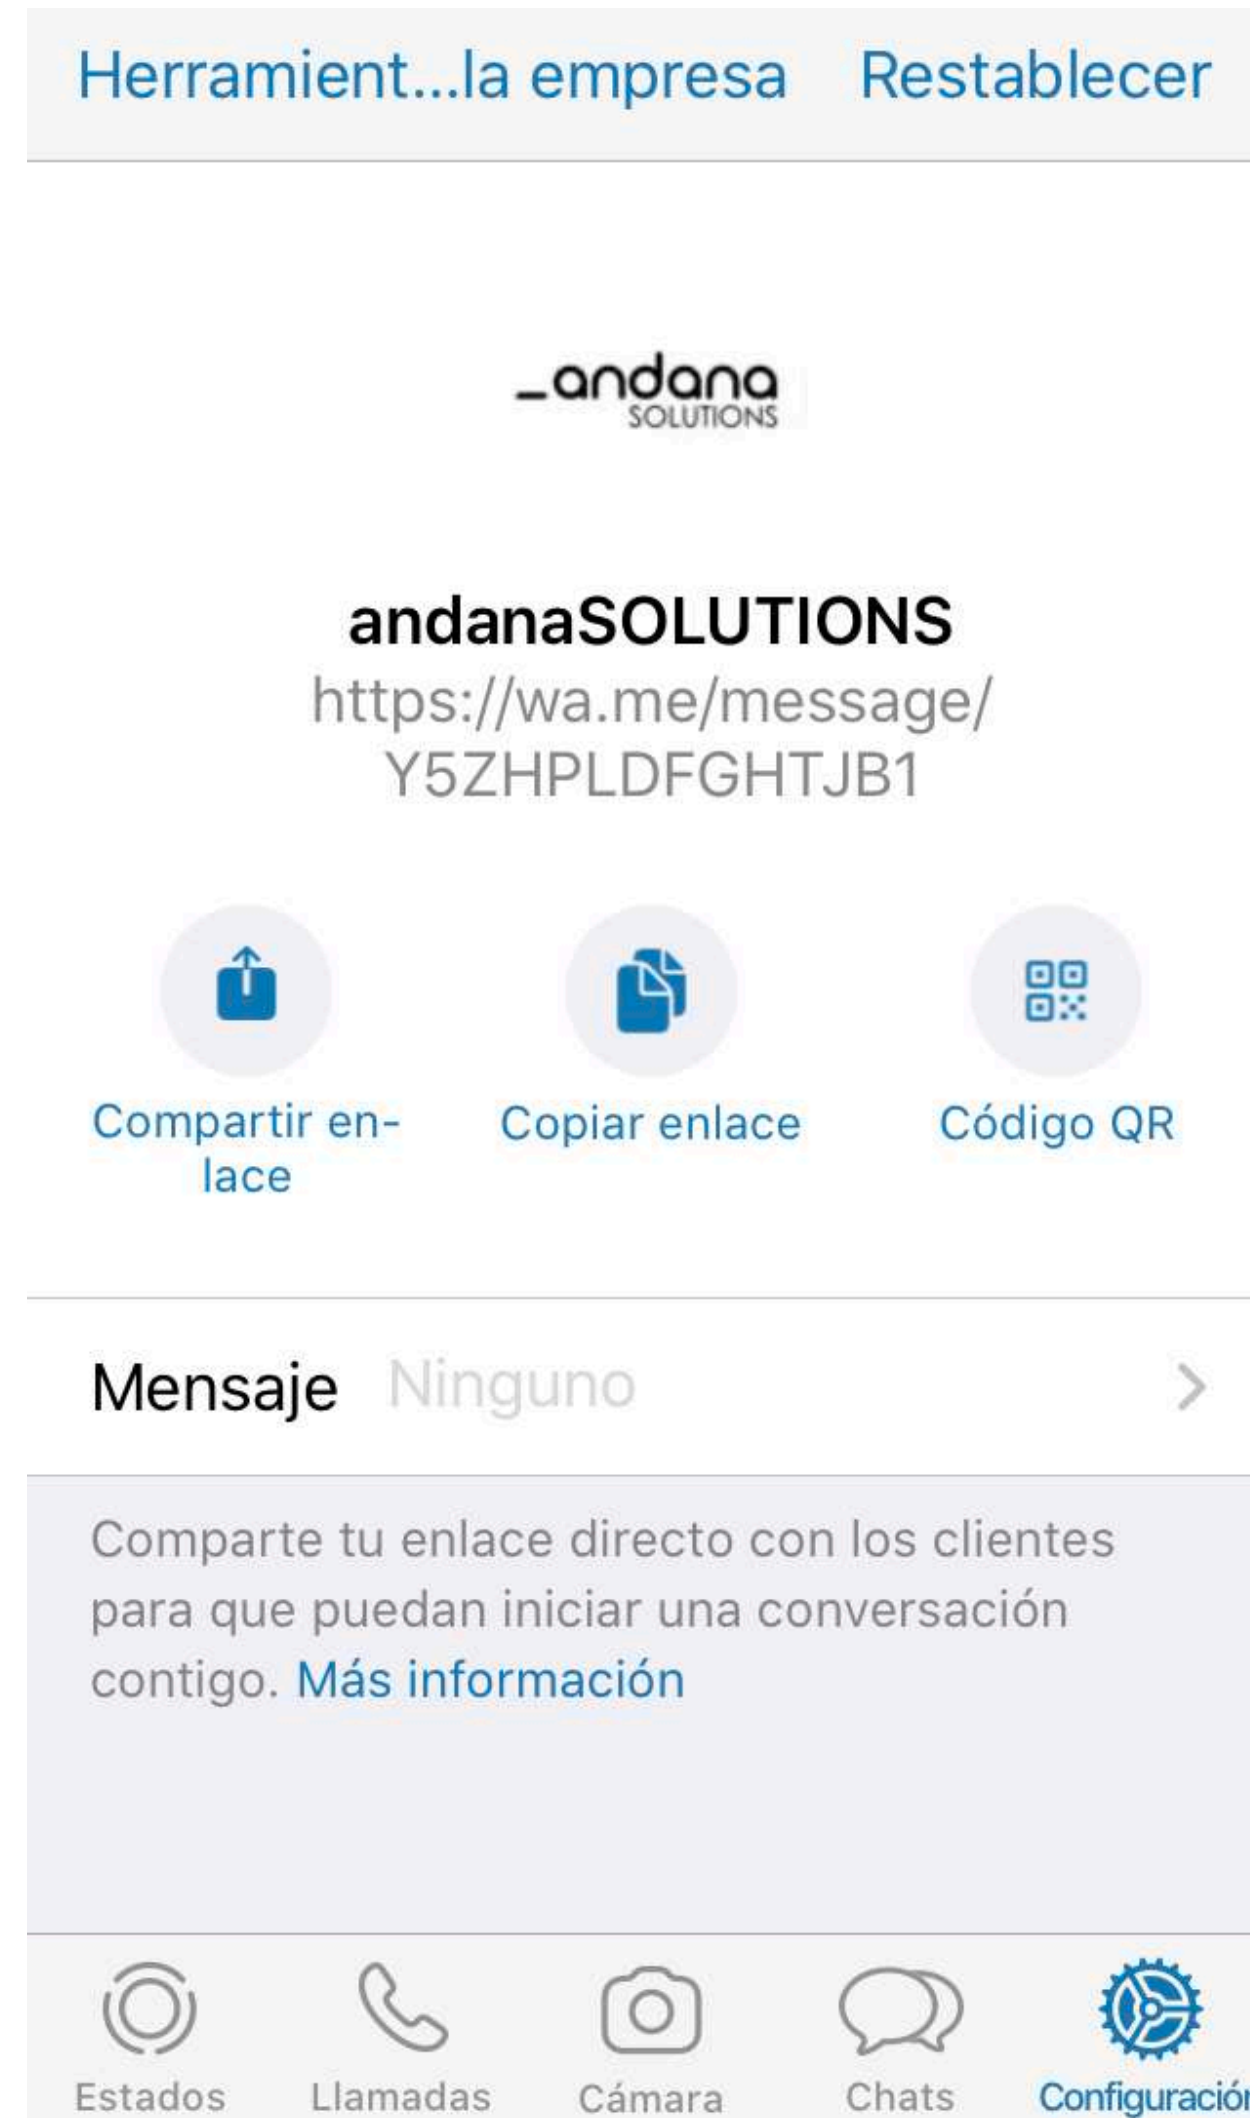 Herramient...la empresa Restablecer
_andana
SOLUTIONS
andanaSOLUTIONS
https://wa.me/message/
Y5ZHPLDFGHTJB1
Compartir en-
lace
Copiar enlace
Código QR
Mensaje Ninguno
Comparte tu enlace directo con los clientes
para que puedan iniciar una conversación
contigo. Más información
Estados Llamadas Cámara Chats Configuración